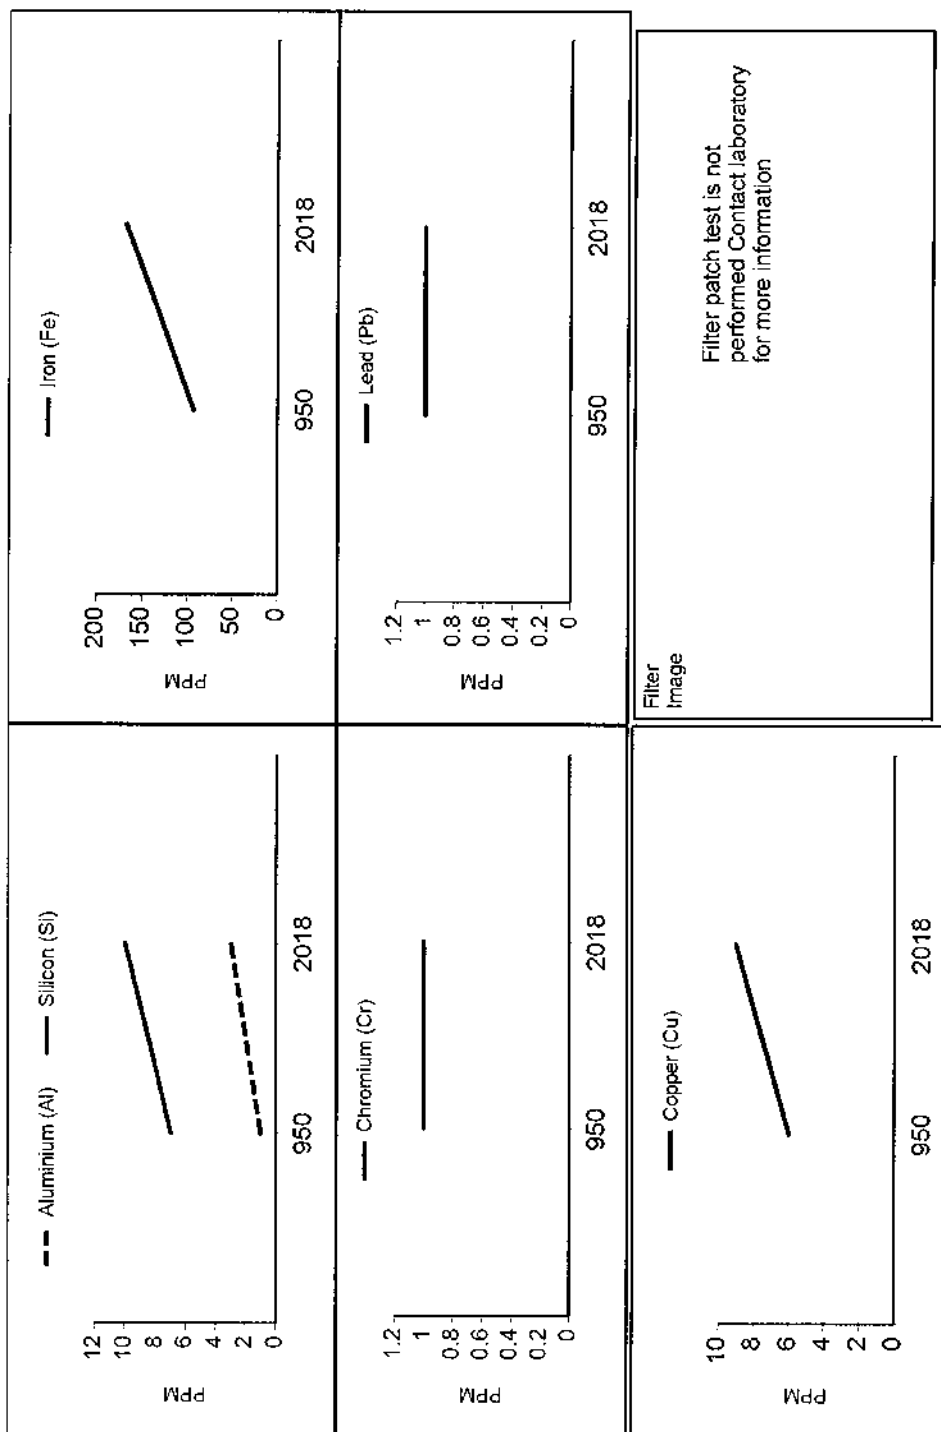 Aluminium (Al) Silicon (Si)
PPM
12
10
8
6
4
2
0
950 2018
Iron (Fe)
PPM
200
150
100
50
0
950 2018
Chromium (Cr)
PPM
1.2
1
0.8
0.6
0.4
0.2
0
950 2018
Lead (Pb)
PPM
1.2
1
0.8
0.6
0.4
0.2
0
950 2018
Copper (Cu)
PPM
10
8
6
4
2
0
950 2018
Filter
Image
Filter patch test is not
performed Contact laboratory
for more information